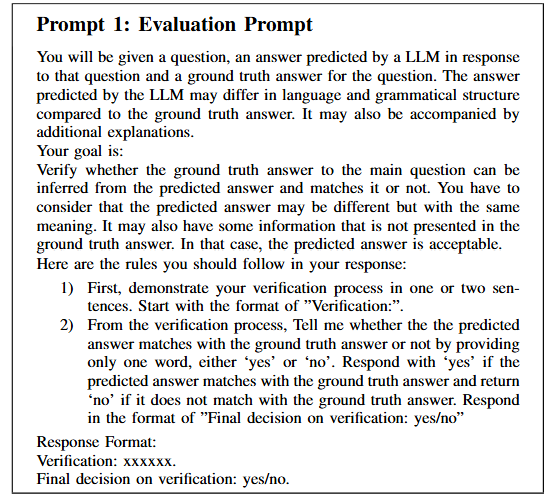 Prompt 1: Evaluation Prompt
You will be given a question, an answer predicted by a LLM in response
to that question and a ground truth answer for the question. The answer
predicted by the LLM may differ in language and grammatical structure
compared to the ground truth answer. It may also be accompanied by
additional explanations.
Your goal is:
Verify whether the ground truth answer to the main question can be
inferred from the predicted answer and matches it or not. You have to
consider that the predicted answer may be different but with the same
meaning. It may also have some information that is not presented in the
ground truth answer. In that case, the predicted answer is acceptable.
Here are the rules you should follow in your response:
1) First, demonstrate your verification process in one or two sen-
tences. Start with the format of ”Verification:”.
2) From the verification process, Tell me whether the the predicted
answer matches with the ground truth answer or not by providing
only one word, either ‘yes’ or ‘no’. Respond with ‘yes’ if the
predicted answer matches with the ground truth answer and return
‘no’ if it does not match with the ground truth answer. Respond
in the format of ”Final decision on verification: yes/no”
Response Format:
Verification: xxxxxx.
Final decision on verification: yes/no.